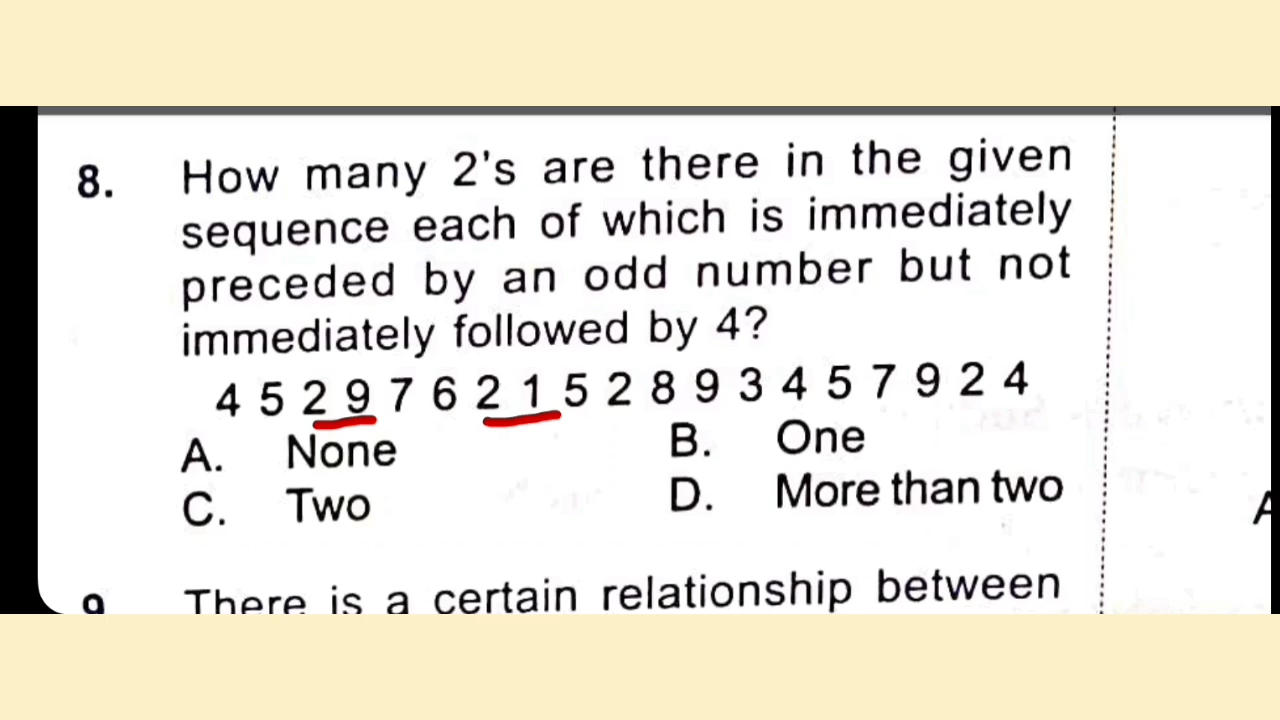 8. How many 2's are there in the given
sequence each of which is immediately
preceded by an odd number but not
immediately followed by 4?
4 5 2 9 7 6 2 1 5 2 8 9 3 4 5 7 9 2 4
A. None B. One
C. Two D. More than two
9 There is a certain relationship between